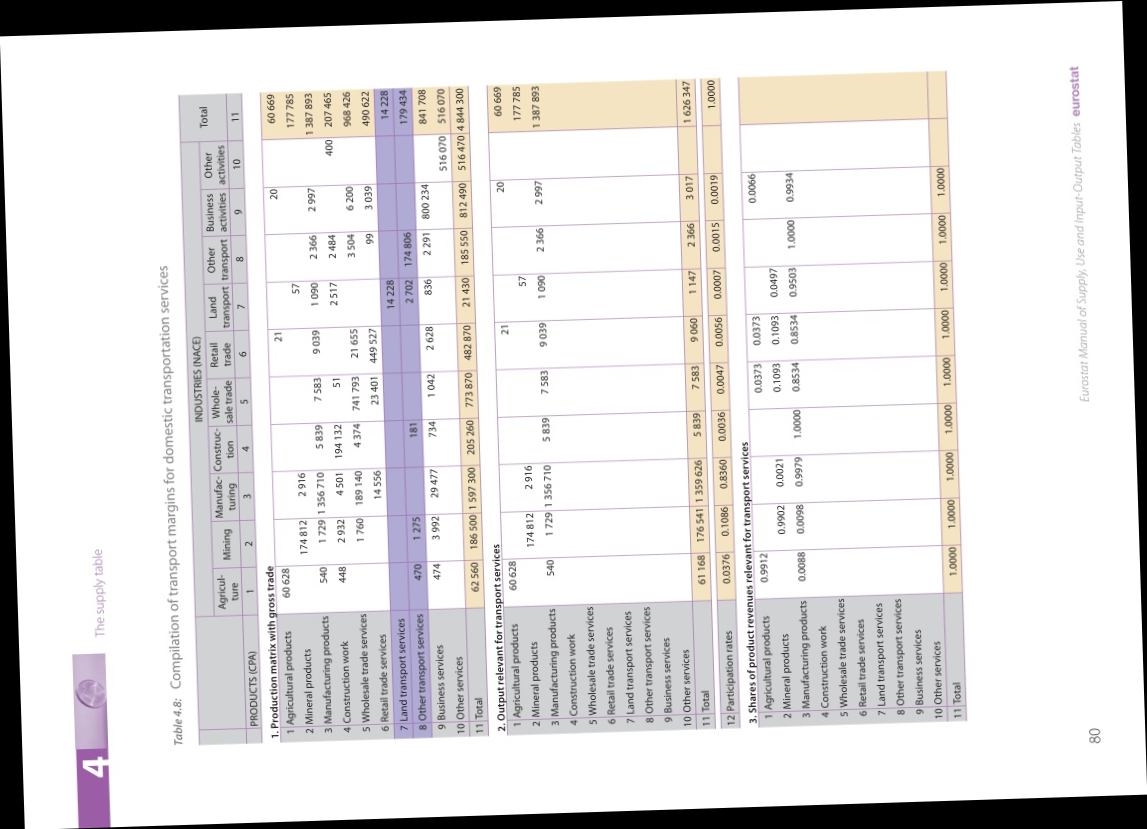 4
The supply table
Table 4.8: Compilation of transport margins for domestic transportation services
INDUSTRIES (NACE)
Agricul-ture Mining Manufac-turing Construc-tion Whole-sale trade Retail trade Land transport Other transport Business activities Other activities Total
PRODUCTS (CPA) 1 2 3 4 5 6 7 8 9 10 11
1. Production matrix with gross trade
1 Agricultural products 60 628 21 20 60 669
2 Mineral products 174 812 2 916 57 177 785
3 Manufacturing products 540 1 729 1 356 710 5 839 7 583 9 039 1 090 2 366 2 997 1 387 893
4 Construction work 448 2 932 4 501 194 132 51 2 517 2 484 400 207 465
5 Wholesale trade services 1 760 189 140 4 374 741 793 21 655 3 504 6 200 968 426
6 Retail trade services 14 556 23 401 449 527 99 3 039 490 622
7 Land transport services 14 228 14 228
8 Other transport services 470 1 275 181 2 702 174 806 179 434
9 Business services 474 3 992 29 477 734 1 042 2 628 836 2 291 800 234 841 708
10 Other services 516 070 516 070
11 Total 62 560 186 500 1 597 300 205 260 773 870 482 870 21 430 185 550 812 490 516 470 4 844 300
2. Output relevant for transport services
1 Agricultural products 60 628 21 20 60 669
2 Mineral products 174 812 2 916 57 177 785
3 Manufacturing products 540 1 729 1 356 710 5 839 7 583 9 039 1 090 2 366 2 997 1 387 893
4 Construction work
5 Wholesale trade services
6 Retail trade services
7 Land transport services
8 Other transport services
9 Business services
10 Other services
11 Total 61 168 176 541 1 359 626 5 839 7 583 9 060 1 147 2 366 3 017 1 626 347
12 Participation rates 0.0376 0.1086 0.8360 0.0036 0.0047 0.0056 0.0007 0.0015 0.0019 1.0000
3. Shares of product revenues relevant for transport services
1 Agricultural products 0.9912 0.0373 0.0373 0.0066
2 Mineral products 0.9902 0.0021 0.1093 0.1093 0.0497
3 Manufacturing products 0.0088 0.0098 0.9979 1.0000 0.8534 0.8534 0.9503 1.0000 0.9934
4 Construction work
5 Wholesale trade services
6 Retail trade services
7 Land transport services
8 Other transport services
9 Business services
10 Other services
11 Total 1.0000 1.0000 1.0000 1.0000 1.0000 1.0000 1.0000 1.0000 1.0000
80
Eurostat Manual of Supply, Use and Input-Output Tables eurostat